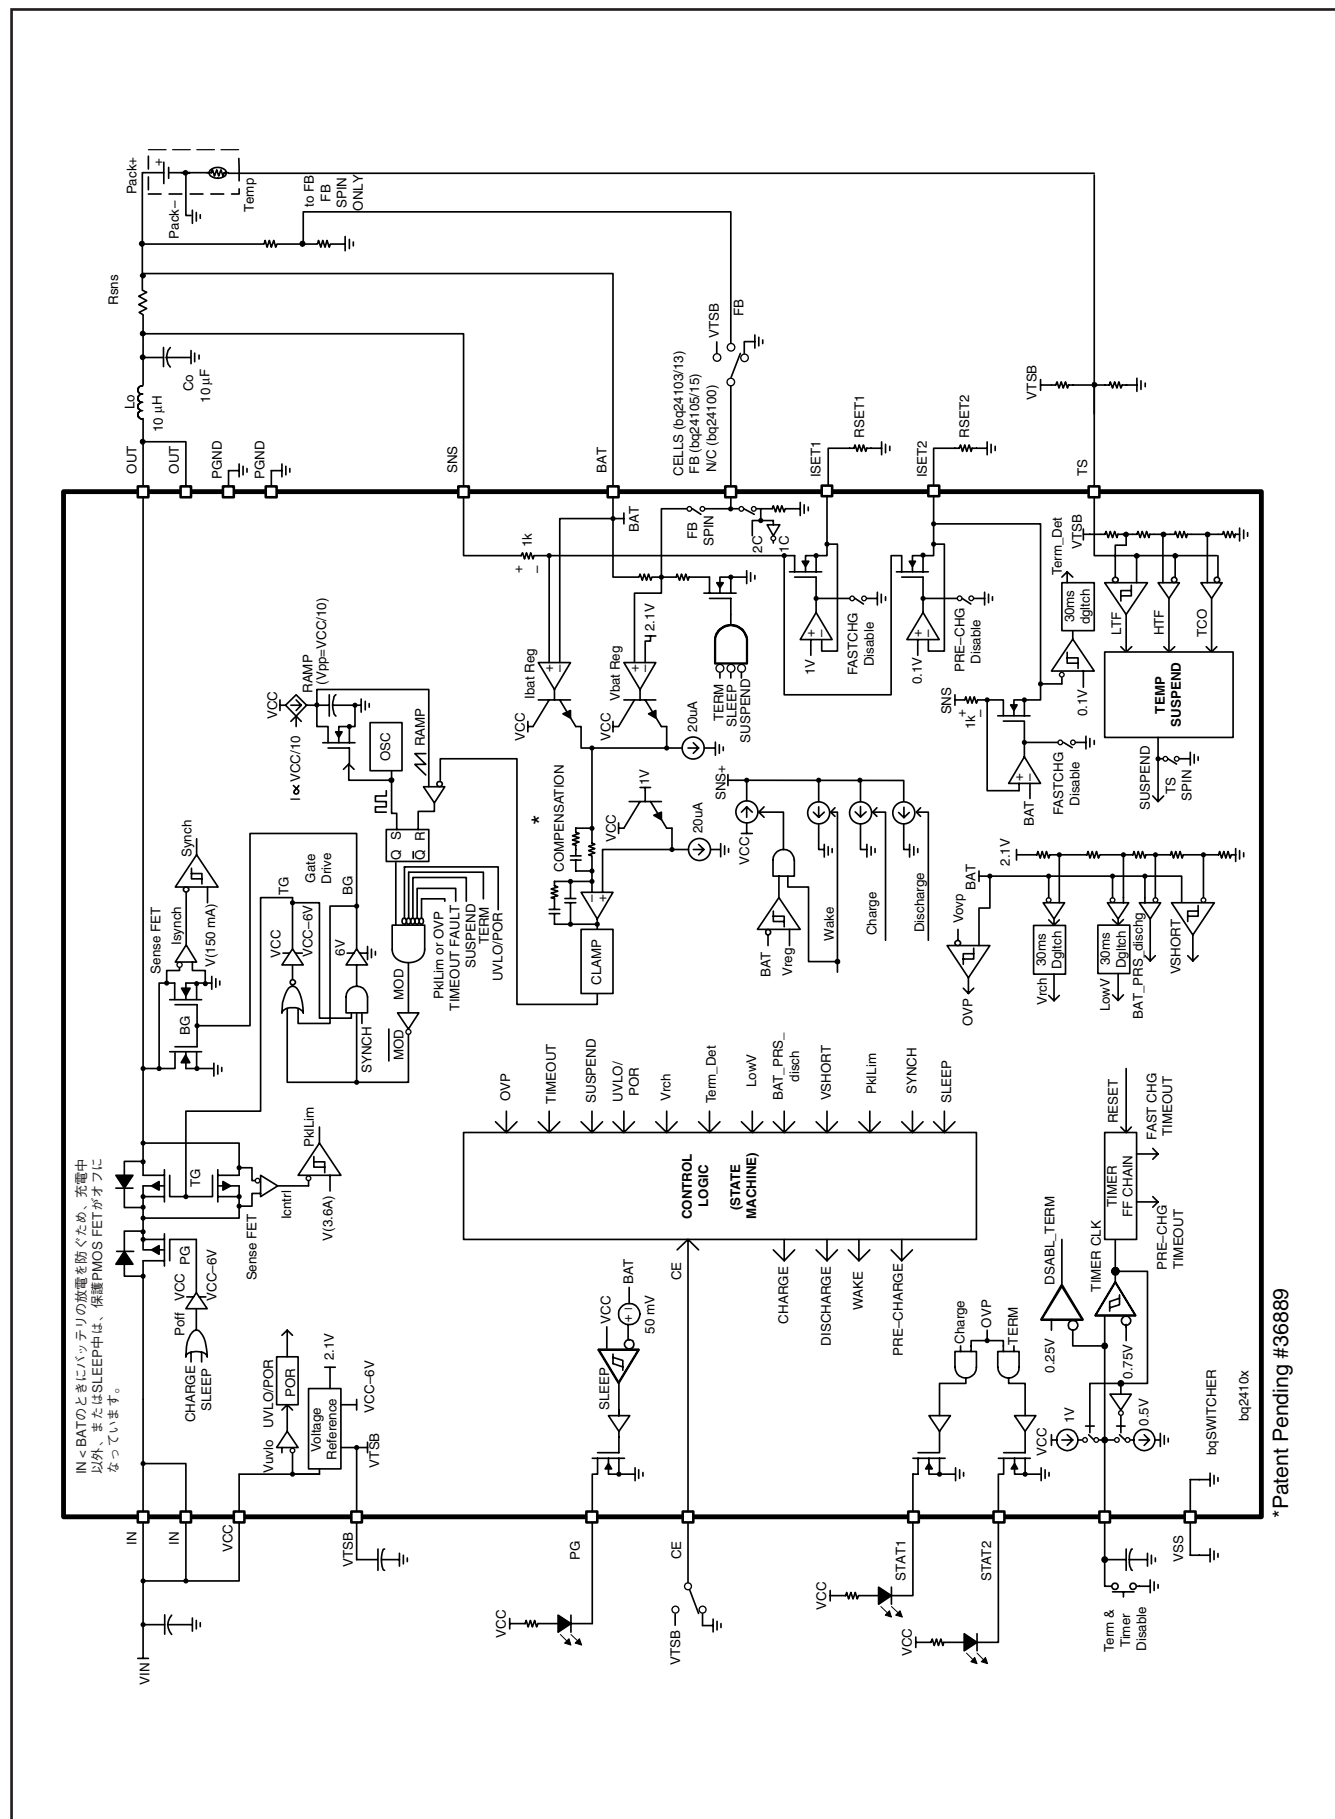 IN < BATのときにバッテリの放電を防ぐため、充電中
以外、またはSLEEP中は、保護PMOS FETがオフに
なっています。
VIN
IN
IN
VCC
VTSB
Poff
VCC
VCC–6V
PG
CHARGE
SLEEP
Vuvlo
UVLO/POR
POR
Voltage
Reference
2.1V
VCC–6V
VTSB
TG
Sense FET
Icntrl
V(3.6A)
PkILim
Sense FET
BG
Isynch
Synch
V(150 mA)
TG
Gate
Drive
BG
VCC
VCC–6V
6V
SYNCH
MOD
MOD
PkILim or OVP
TIMEOUT FAULT
SUSPEND
TERM
UVLO/POR
Q S
Q R
OSC
RAMP
VCC
I ∝ VCC/10
RAMP
(Vpp=VCC/10)
OUT
OUT
PGND
PGND
Lo
10 μH
Co
10 μF
Rsns
Pack+
Pack–
+
Temp
to FB
FB
SPIN
ONLY
SNS
BAT
CELLS (bq24103/13)
FB (bq24105/15)
N/C (bq24100)
VTSB
FB
ISET1
RSET1
ISET2
RSET2
TS
VTSB
+ 1k –
BAT
FB
SPIN
2C
1C
Ibat Reg
VCC
Vbat Reg
2.1V
VCC
20uA
TERM
SLEEP
SUSPEND
*
COMPENSATION
CLAMP
VCC
1V
20uA
1V
FASTCHG
Disable
0.1V
PRE–CHG
Disable
SNS+
VCC
BAT
Vreg
Wake
Charge
Discharge
SNS
+ 1k –
BAT
FASTCHG
Disable
0.1V
30ms
dgltch
Term_Det
VTSB
LTF
HTF
TCO
TEMP
SUSPEND
SUSPEND
TS
SPIN
Vovp
BAT
2.1V
OVP
30ms
Dgltch
Vrch
30ms
Dgltch
LowV
BAT_PRS_dischg
VSHORT
OVP
TIMEOUT
SUSPEND
UVLO/
POR
Vrch
Term_Det
LowV
BAT_PRS_
disch
VSHORT
PkILim
SYNCH
SLEEP
CONTROL
LOGIC
(STATE
MACHINE)
CE
CHARGE
DISCHARGE
WAKE
PRE–CHARGE
SLEEP
VCC
BAT
50 mV
+ –
PG
VCC
CE
VTSB
STAT1
VCC
STAT2
VCC
Charge
OVP
TERM
VCC
1V
0.5V
0.25V
DSABL_TERM
0.75V
TIMER CLK
TIMER
FF CHAIN
RESET
FAST CHG
TIMEOUT
PRE–CHG
TIMEOUT
Term &
Timer
Disable
VSS
bqSWITCHER
bq2410x
*Patent Pending #36889